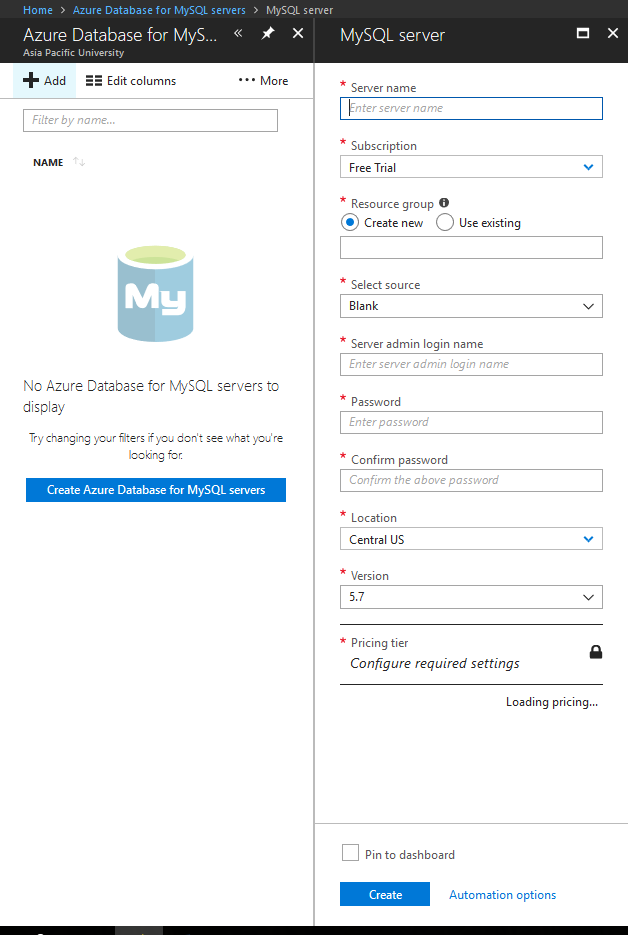 Home > Azure Database for MySQL servers > MySQL server
Azure Database for MyS...
Asia Pacific University
Add
Edit columns
More
Filter by name...
NAME
My
No Azure Database for MySQL servers to
display
Try changing your filters if you don't see what you're
looking for.
Create Azure Database for MySQL servers
MySQL server
* Server name
Enter server name
* Subscription
Free Trial
* Resource group
Create new
Use existing
* Select source
Blank
* Server admin login name
Enter server admin login name
* Password
Enter password
* Confirm password
Confirm the above password
* Location
Central US
* Version
5.7
* Pricing tier
Configure required settings
Loading pricing...
Pin to dashboard
Create
Automation options